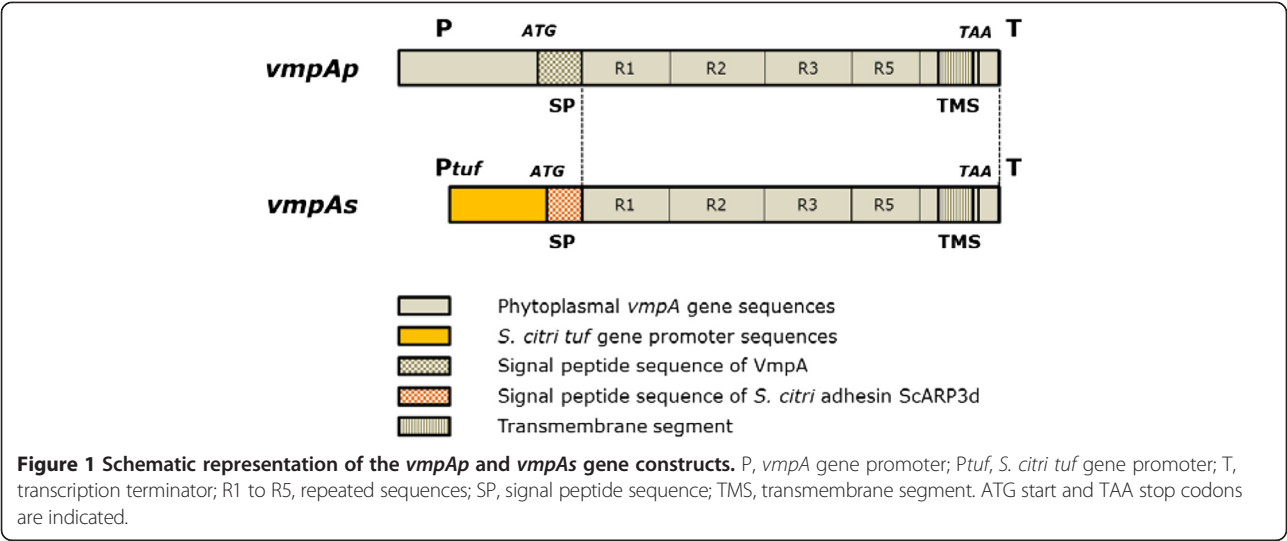 P ATG TAA T
vmpAp R1 R2 R3 R5
SP TMS
Ptuf ATG TAA T
vmpAs R1 R2 R3 R5
SP TMS
Phytoplasmal vmpA gene sequences
S. citri tuf gene promoter sequences
Signal peptide sequence of VmpA
Signal peptide sequence of S. citri adhesin ScARP3d
Transmembrane segment
Figure 1 Schematic representation of the vmpAp and vmpAs gene constructs. P, vmpA gene promoter; Ptuf, S. citri tuf gene promoter; T,
transcription terminator; R1 to R5, repeated sequences; SP, signal peptide sequence; TMS, transmembrane segment. ATG start and TAA stop codons
are indicated.